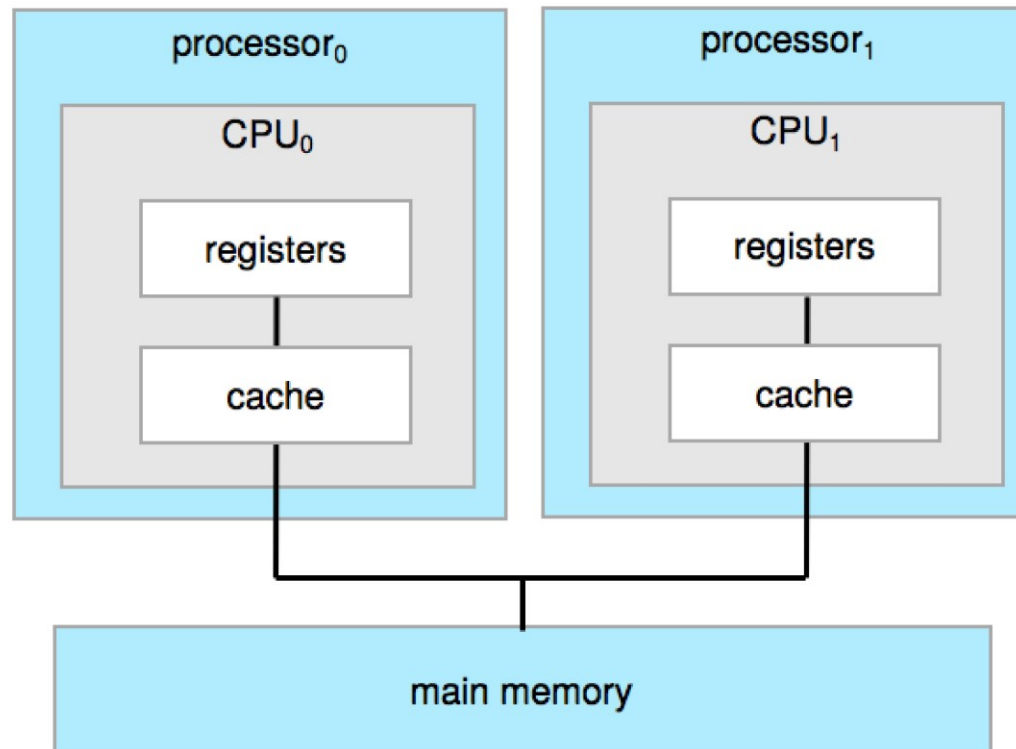 processor₀
processor₁
CPU₀
CPU₁
registers
registers
cache
cache
main memory